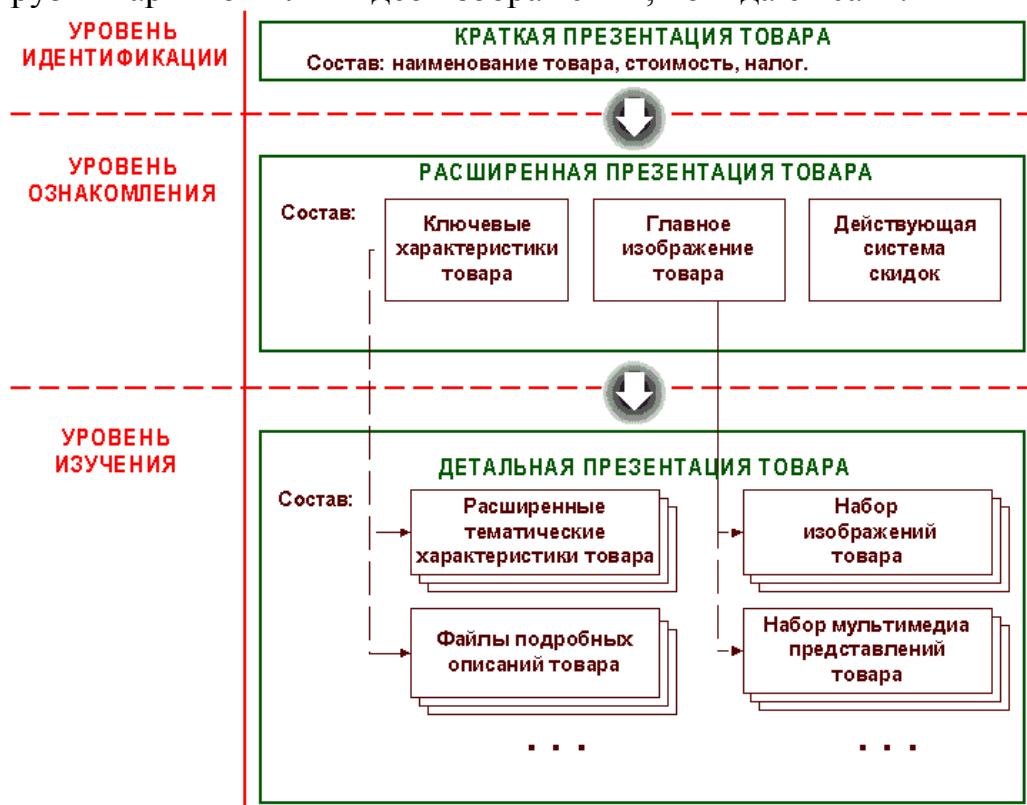 УРОВЕНЬ
ИДЕНТИФИКАЦИИ
КРАТКАЯ ПРЕЗЕНТАЦИЯ ТОВАРА
Состав: наименование товара, стоимость, налог.
УРОВЕНЬ
ОЗНАКОМЛЕНИЯ
РАСШИРЕННАЯ ПРЕЗЕНТАЦИЯ ТОВАРА
Состав:
Ключевые
характеристики
товара
Главное
изображение
товара
Действующая
система
скидок
УРОВЕНЬ
ИЗУЧЕНИЯ
ДЕТАЛЬНАЯ ПРЕЗЕНТАЦИЯ ТОВАРА
Состав:
Расширенные
тематические
характеристики товара
Набор
изображений
товара
Файлы подробных
описаний товара
Набор мультимедиа
представлений
товара
. . .
. . .